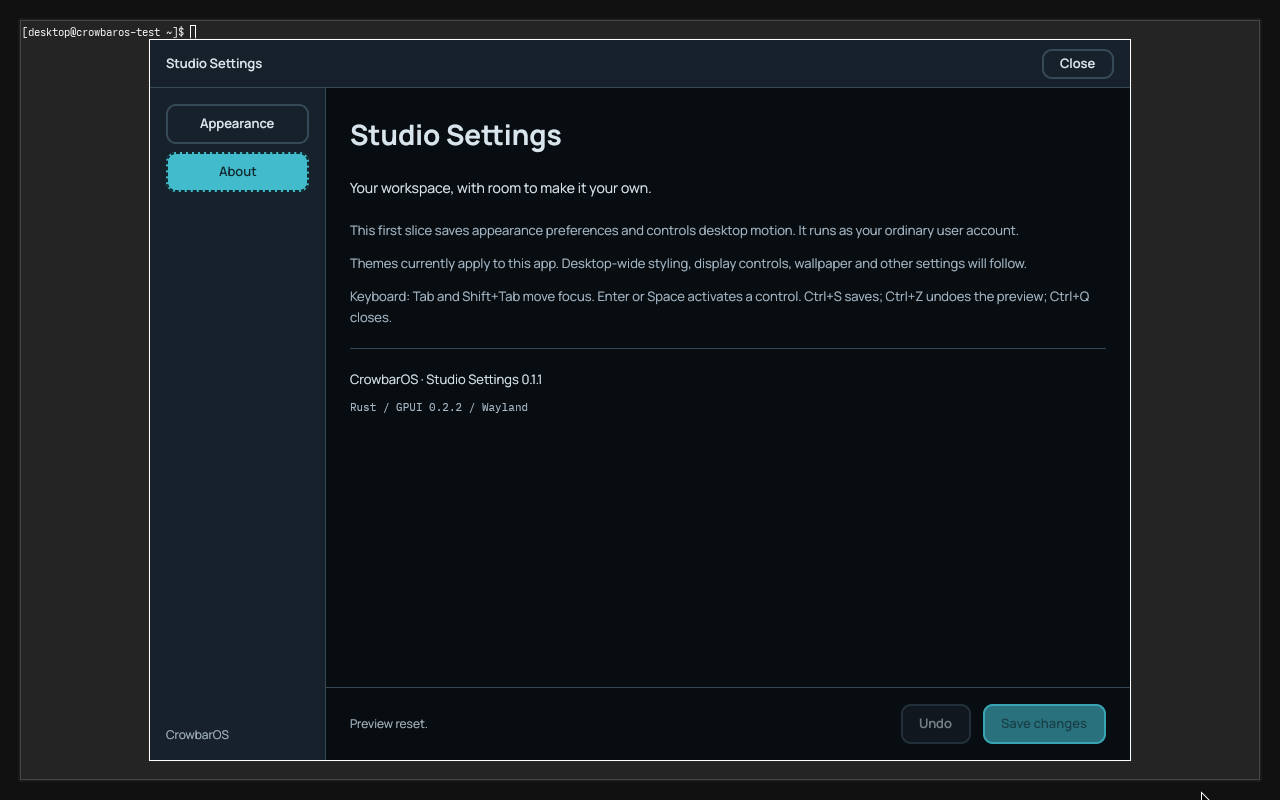 [desktop@crowbaros-test ~]$
Studio Settings
Close
Appearance
About
Studio Settings
Your workspace, with room to make it your own.
This first slice saves appearance preferences and controls desktop motion. It runs as your ordinary user account.
Themes currently apply to this app. Desktop-wide styling, display controls, wallpaper and other settings will follow.
Keyboard: Tab and Shift+Tab move focus. Enter or Space activates a control. Ctrl+S saves; Ctrl+Z undoes the preview; Ctrl+Q
closes.
CrowbarOS · Studio Settings 0.1.1
Rust / GPUI 0.2.2 / Wayland
Preview reset.
Undo
Save changes
CrowbarOS